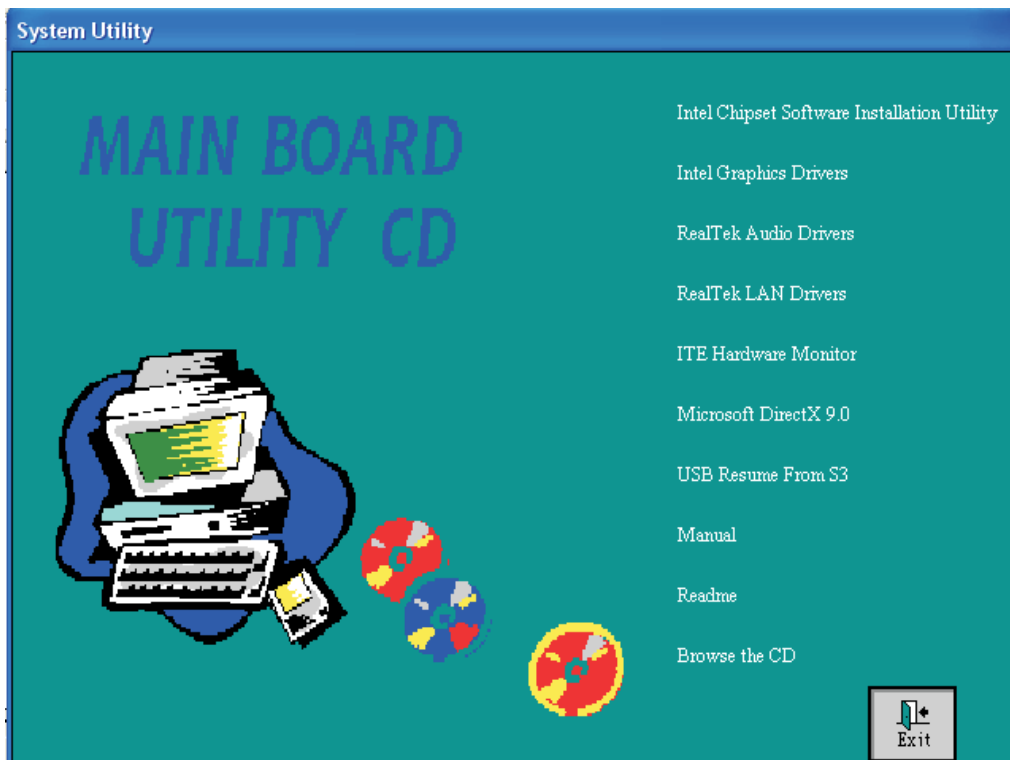 System Utility
MAIN BOARD
UTILITY CD
Intel Chipset Software Installation Utility
Intel Graphics Drivers
RealTek Audio Drivers
RealTek LAN Drivers
ITE Hardware Monitor
Microsoft DirectX 9.0
USB Resume From S3
Manual
Readme
Browse the CD
Exit